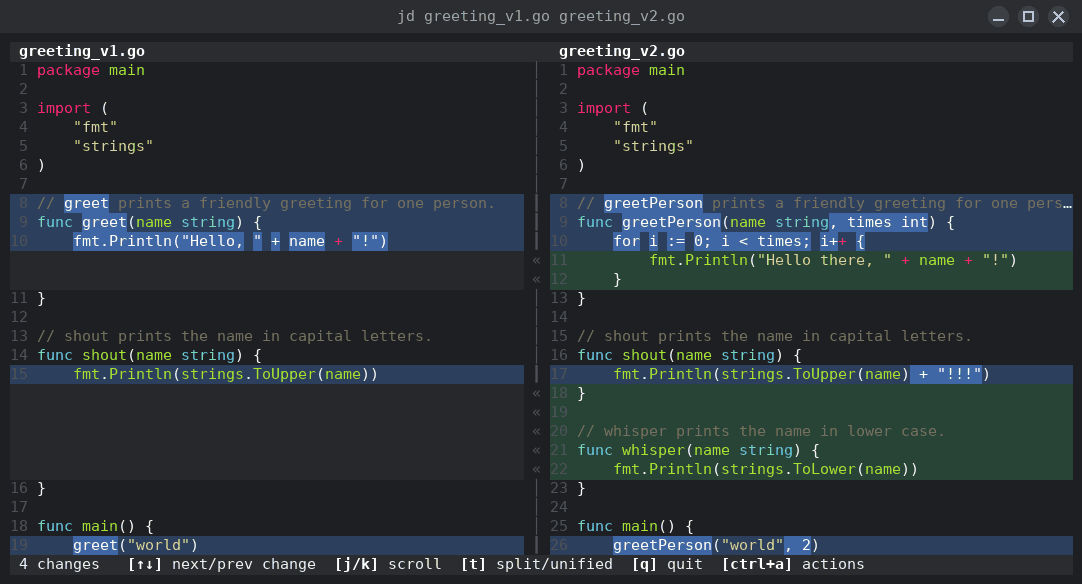 jd greeting_v1.go greeting_v2.go
greeting_v1.go
1 package main
2
3 import (
4     "fmt"
5     "strings"
6 )
7
8 // greet prints a friendly greeting for one person.
9 func greet(name string) {
10     fmt.Println("Hello, " + name + "!")
11 }
12
13 // shout prints the name in capital letters.
14 func shout(name string) {
15     fmt.Println(strings.ToUpper(name))
16 }
17
18 func main() {
19     greet("world")
greeting_v2.go
1 package main
2
3 import (
4     "fmt"
5     "strings"
6 )
7
8 // greetPerson prints a friendly greeting for one pers…
9 func greetPerson(name string, times int) {
10     for i := 0; i < times; i++ {
« 11         fmt.Println("Hello there, " + name + "!")
« 12     }
13 }
14
15 // shout prints the name in capital letters.
16 func shout(name string) {
17     fmt.Println(strings.ToUpper(name) + "!!!")
« 18 }
« 19
« 20 // whisper prints the name in lower case.
« 21 func whisper(name string) {
« 22     fmt.Println(strings.ToLower(name))
23 }
24
25 func main() {
26     greetPerson("world", 2)
4 changes   [↑↓] next/prev change  [j/k] scroll  [t] split/unified  [q] quit  [ctrl+a] actions